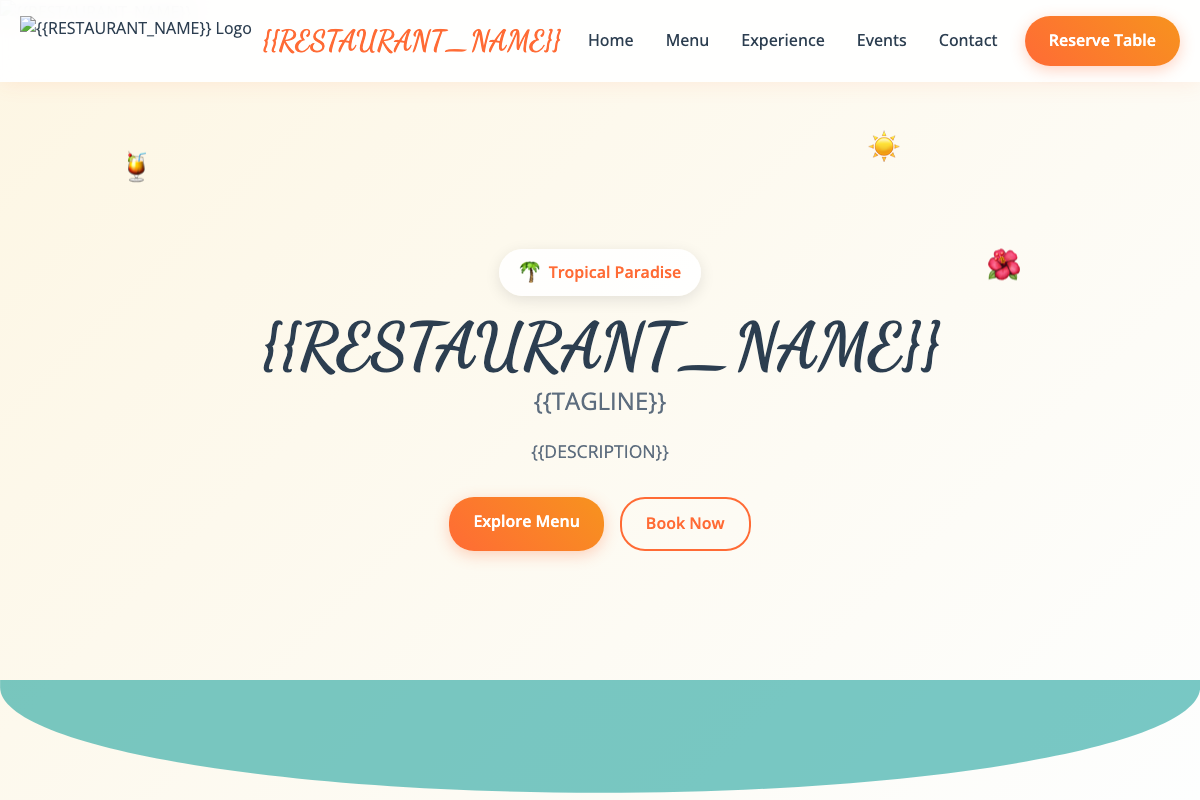 {{RESTAURANT_NAME}} Logo
{{RESTAURANT_NAME}}
Home
Menu
Experience
Events
Contact
Reserve Table
Tropical Paradise
{{RESTAURANT_NAME}}
{{TAGLINE}}
{{DESCRIPTION}}
Explore Menu
Book Now